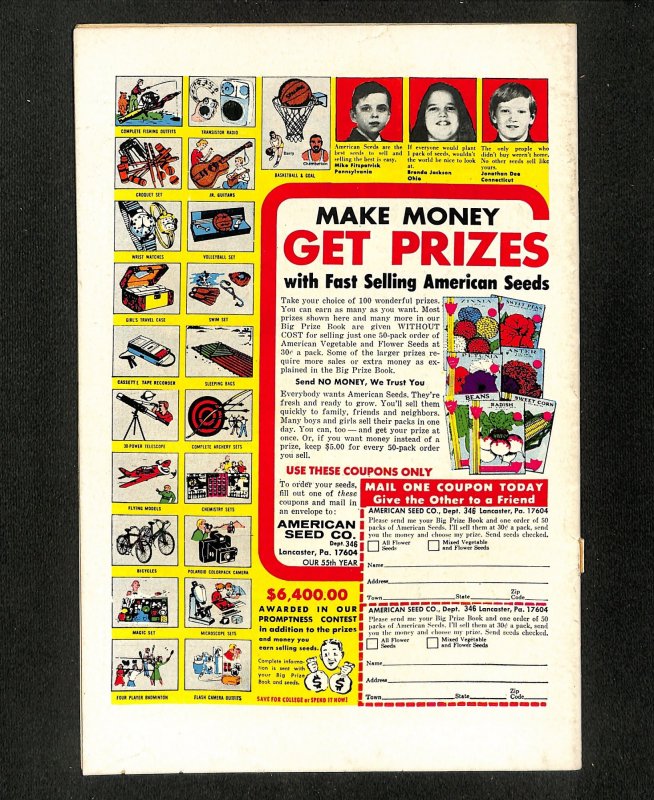 COMPLETE FISHING OUTFITS
TRANSISTOR RADIO
CROQUET SET
JR. GUITARS
BASKETBALL & GOAL
WRIST WATCHES
VOLLEYBALL SET
GIRL'S TRAVEL CASE
SWIM SET
CASSETTE TAPE RECORDER
SLEEPING BAGS
30-POWER TELESCOPE
COMPLETE ARCHERY SETS
FLYING MODELS
CHEMISTRY SETS
BICYCLES
POLAROID COLORPACK CAMERA
MAGIC SET
MICROSCOPE SETS
FOUR PLAYER BADMINTON
FLASH CAMERA OUTFITS
American Seeds are the
best seeds to sell and
selling the best is easy.
Mike Fitzpatrick
Pennsylvania
If everyone would plant
1 pack of seeds, wouldn't
the world be nice to look
at.
Brenda Jackson
Ohio
The only people who
didn't buy weren't home.
No other seeds sell like
yours.
Jonathan Dee
Connecticut
MAKE MONEY
GET PRIZES
with Fast Selling American Seeds
Take your choice of 100 wonderful prizes.
You can earn as many as you want. Most
prizes shown here and many more in our
Big Prize Book are given WITHOUT
COST for selling just one 50-pack order of
American Vegetable and Flower Seeds at
30¢ a pack. Some of the larger prizes re-
quire more sales or extra money as ex-
plained in the Big Prize Book.
Send NO MONEY, We Trust You
Everybody wants American Seeds. They're
fresh and ready to grow. You'll sell them
quickly to family, friends and neighbors.
Many boys and girls sell their packs in one
day. You can, too — and get your prize at
once. Or, if you want money instead of a
prize, keep $5.00 for every 50-pack order
you sell.
ZINNIA
SWEET PEAS
PETUNIA
ASTER
BEANS
RADISH
SWEET CORN
USE THESE COUPONS ONLY
To order your seeds,
fill out one of these
coupons and mail in
an envelope to:
AMERICAN
SEED CO.
Dept. 346
Lancaster, Pa. 17604
OUR 55th YEAR
$6,400.00
AWARDED IN OUR
PROMPTNESS CONTEST
in addition to the prizes
and money you
earn selling seeds.
Complete informa-
tion is sent with
your Big Prize
Book and seeds.
$ $
SAVE FOR COLLEGE or SPEND IT NOW!
MAIL ONE COUPON TODAY
Give the Other to a Friend
AMERICAN SEED CO., Dept. 346 Lancaster, Pa. 17604
Please send me your Big Prize Book and one order of 50
packs of American Seeds. I'll sell them at 30¢ a pack, send
you the money and choose my prize. Send seeds checked.
All Flower
Seeds
Mixed Vegetable
and Flower Seeds
Name
Address
Town State Zip
Code
AMERICAN SEED CO., Dept. 346 Lancaster, Pa. 17604
Please send me your Big Prize Book and one order of 50
packs of American Seeds. I'll sell them at 30¢ a pack, send
you the money and choose my prize. Send seeds checked.
All Flower
Seeds
Mixed Vegetable
and Flower Seeds
Name
Address
Town State Zip
Code